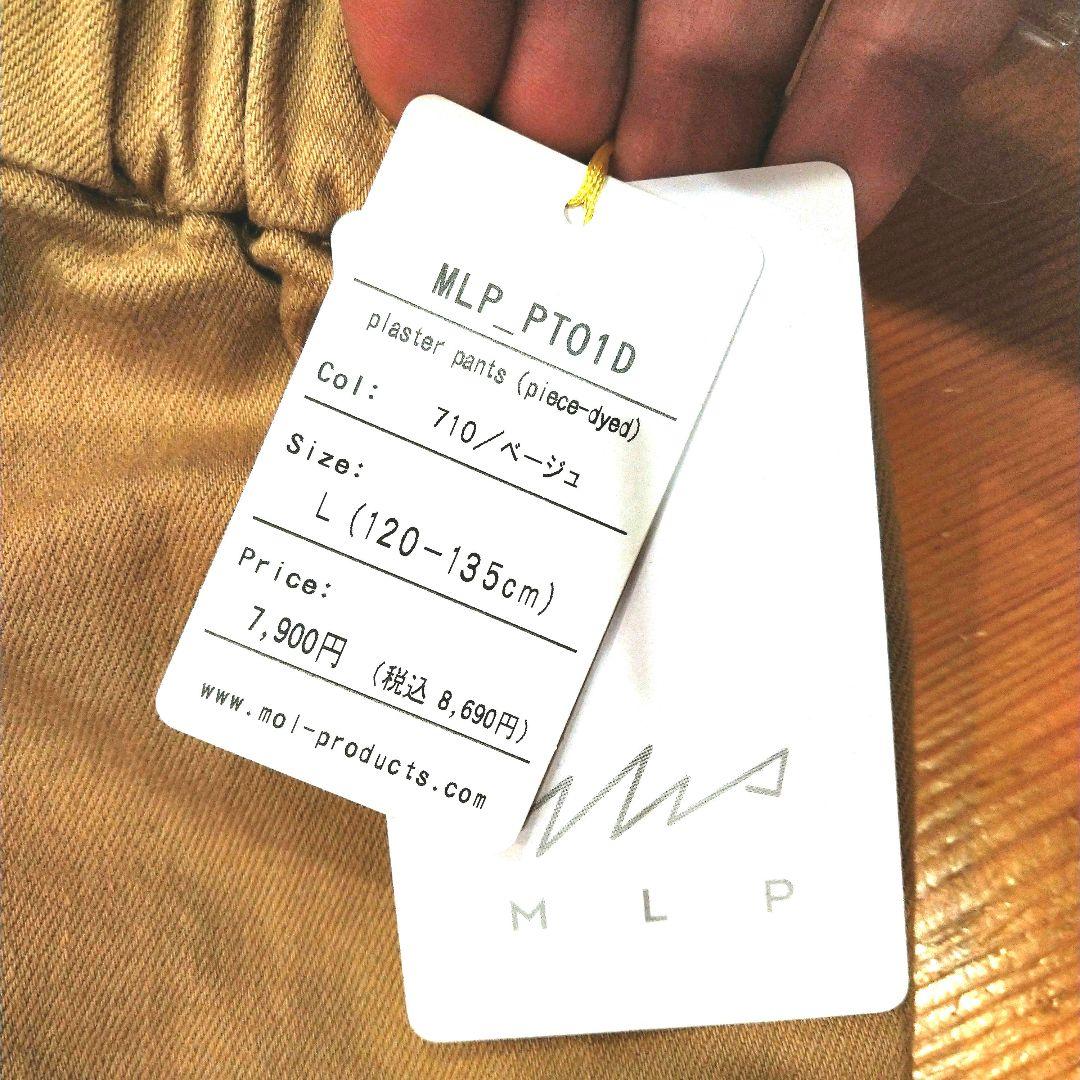 MLP_PT01D
plaster pants (piece-dyed)
Col:
710/ベージュ
Size:
L (120-135cm)
Price:
7,900円 (税込 8,690円)
www.mol-products.com
M L P